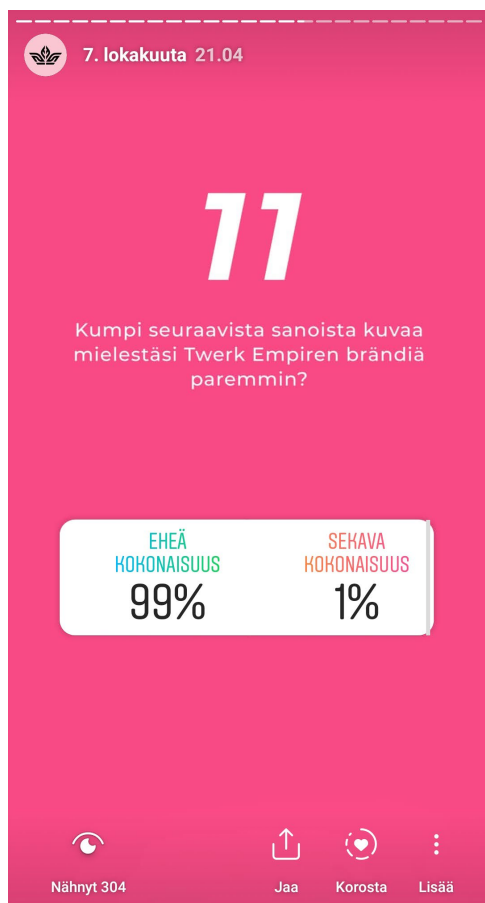 7. lokakuuta 21.04
11
Kumpi seuraavista sanoista kuvaa
mielestäsi Twerk Empiren brändiä
paremmin?
EHEÄ
KOKONAISUUS
99%
SEKAVA
KOKONAISUUS
1%
Nähnyt 304
Jaa
Korosta
Lisää